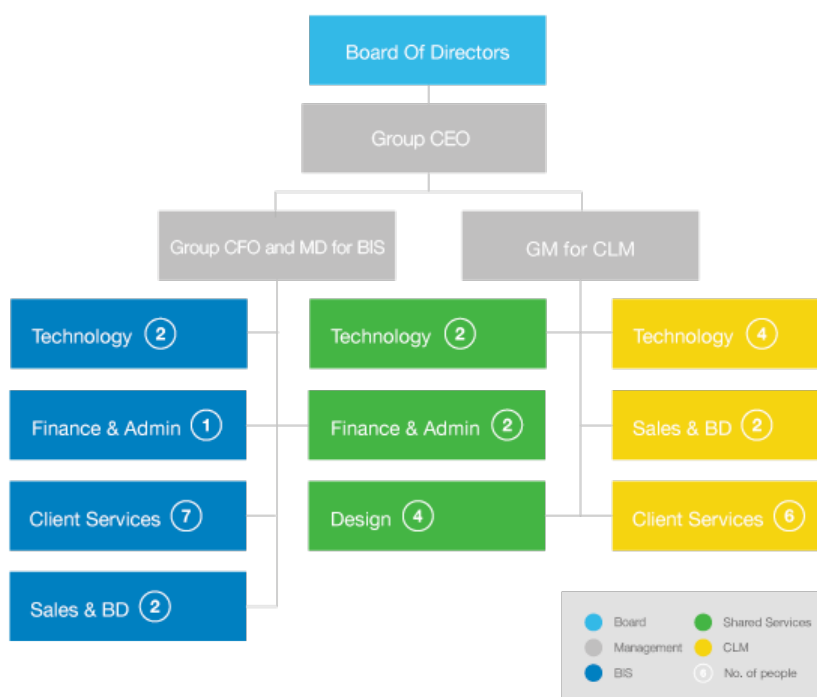 Board Of Directors
Group CEO
Group CFO and MD for BIS
GM for CLM
Technology 2
Technology 2
Technology 4
Finance & Admin 1
Finance & Admin 2
Sales & BD 2
Client Services 7
Design 4
Client Services 6
Sales & BD 2
Board
Shared Services
Management
CLM
BIS
6 No. of people